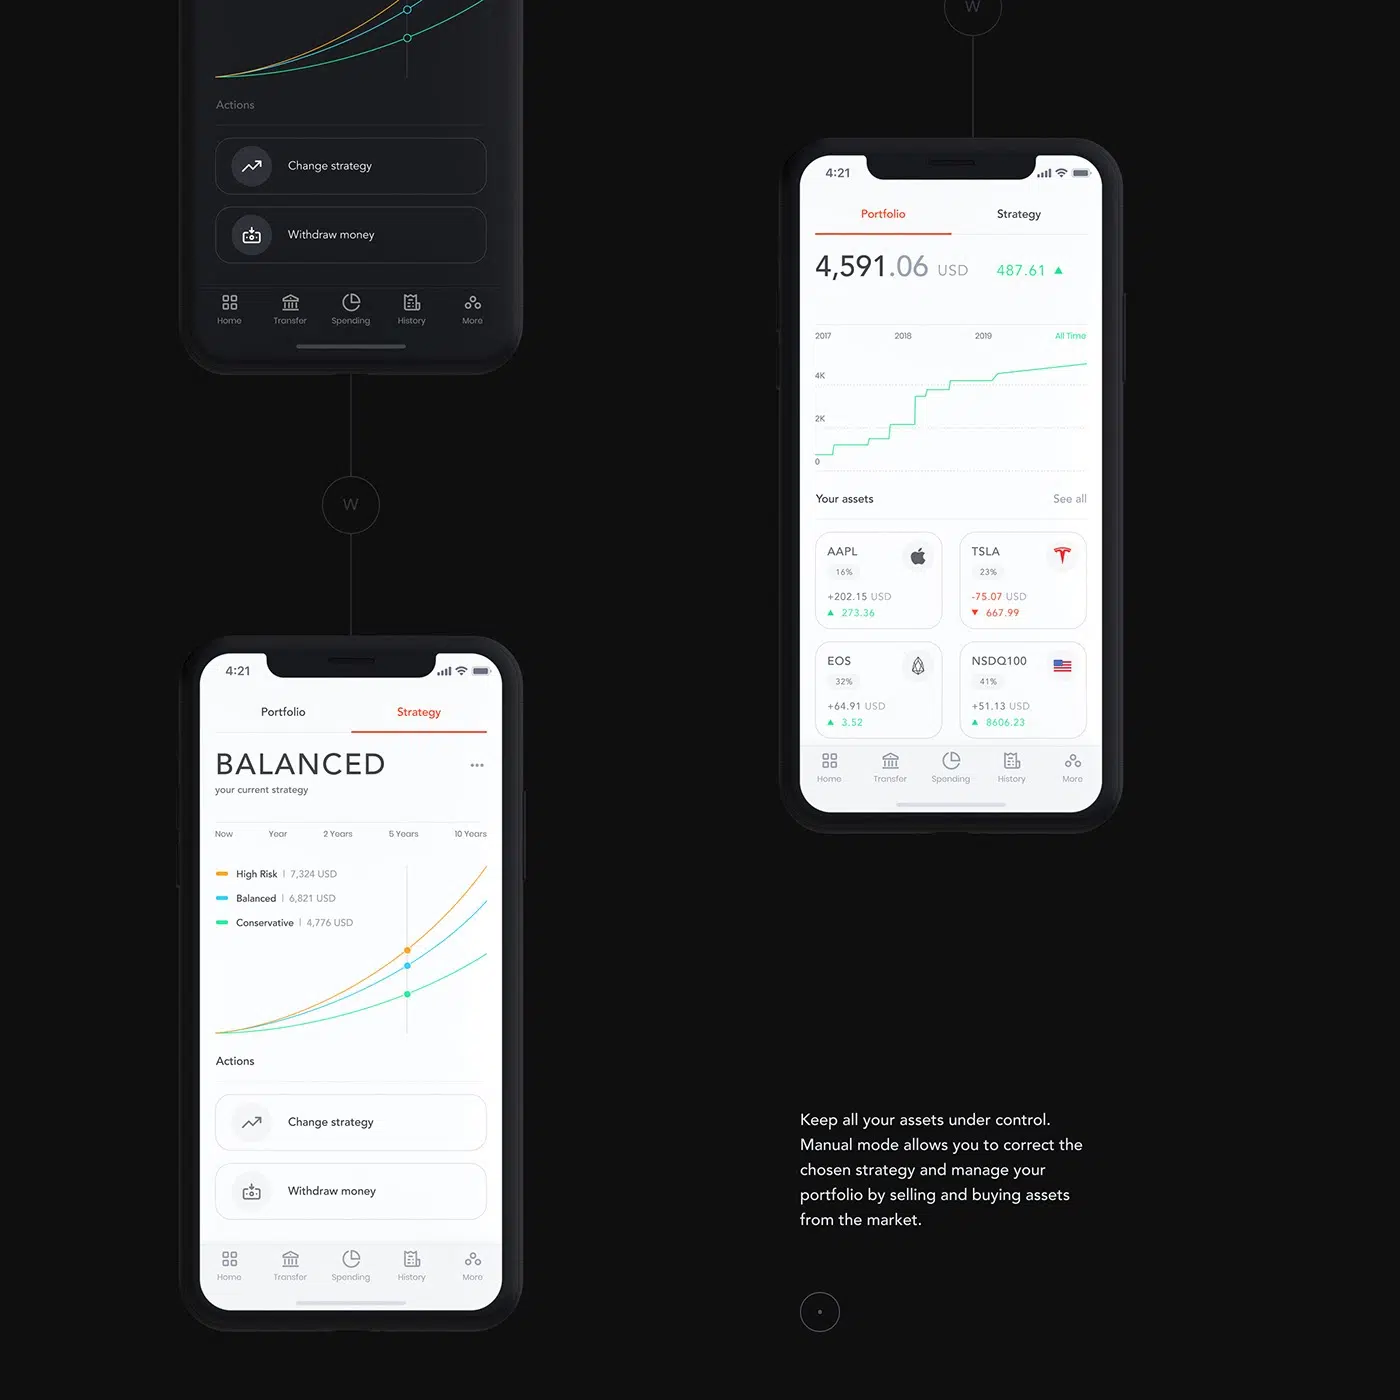 Actions
Change strategy
Withdraw money
Home Transfer Spending History More
W
4:21
Portfolio Strategy
BALANCED
your current strategy
Now Year 2 Years 5 Years 10 Years
High Risk | 7,324 USD
Balanced | 6,821 USD
Conservative | 4,776 USD
Actions
Change strategy
Withdraw money
Home Transfer Spending History More
W
4:21
Portfolio Strategy
4,591.06 USD 487.61
2017 2018 2019 All Time
4K
2K
0
Your assets See all
AAPL
16%
+202.15 USD
273.36
TSLA
23%
-75.07 USD
667.99
EOS
32%
+64.91 USD
3.52
NSDQ100
41%
+51.13 USD
8606.23
Home Transfer Spending History More
Keep all your assets under control.
Manual mode allows you to correct the
chosen strategy and manage your
portfolio by selling and buying assets
from the market.